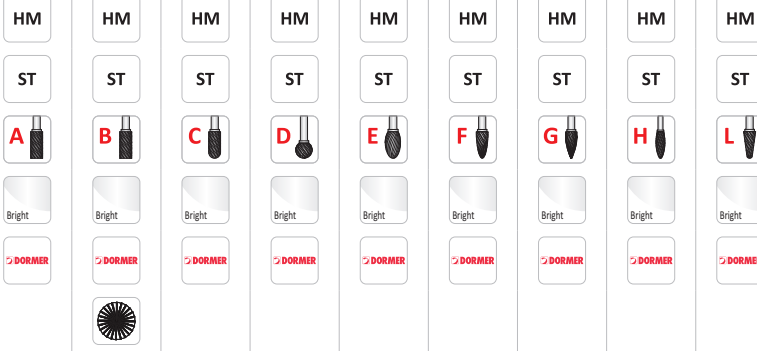 HM HM HM HM HM HM HM HM HM
ST ST ST ST ST ST ST ST ST
A B C D E F G H L
Bright Bright Bright Bright Bright Bright Bright Bright Bright
DORMER DORMER DORMER DORMER DORMER DORMER DORMER DORMER DORME